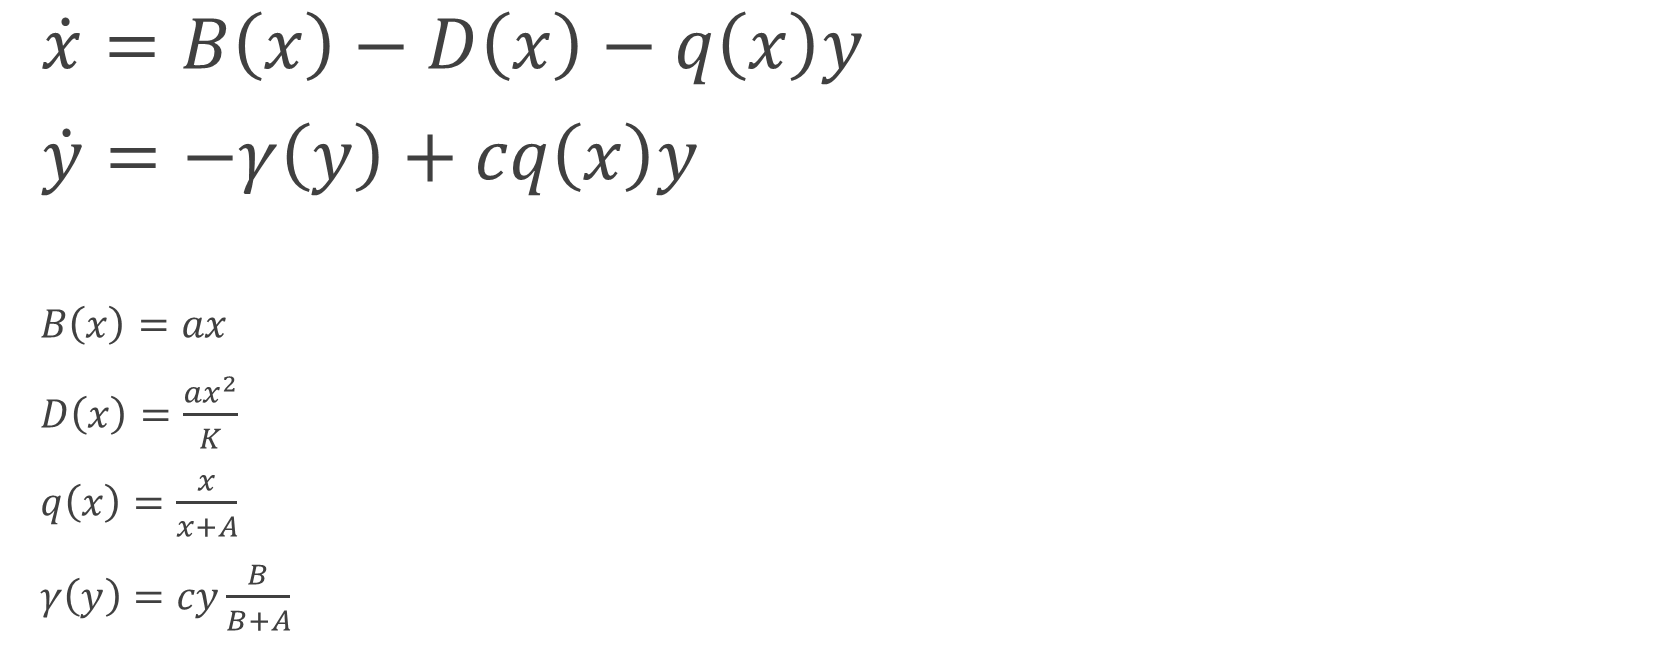 ẋ = B(x) − D(x) − q(x)y
ẏ = −γ(y) + cq(x)y
B(x) = ax
D(x) = ax²/K
q(x) = x/(x+A)
γ(y) = cy B/(B+A)